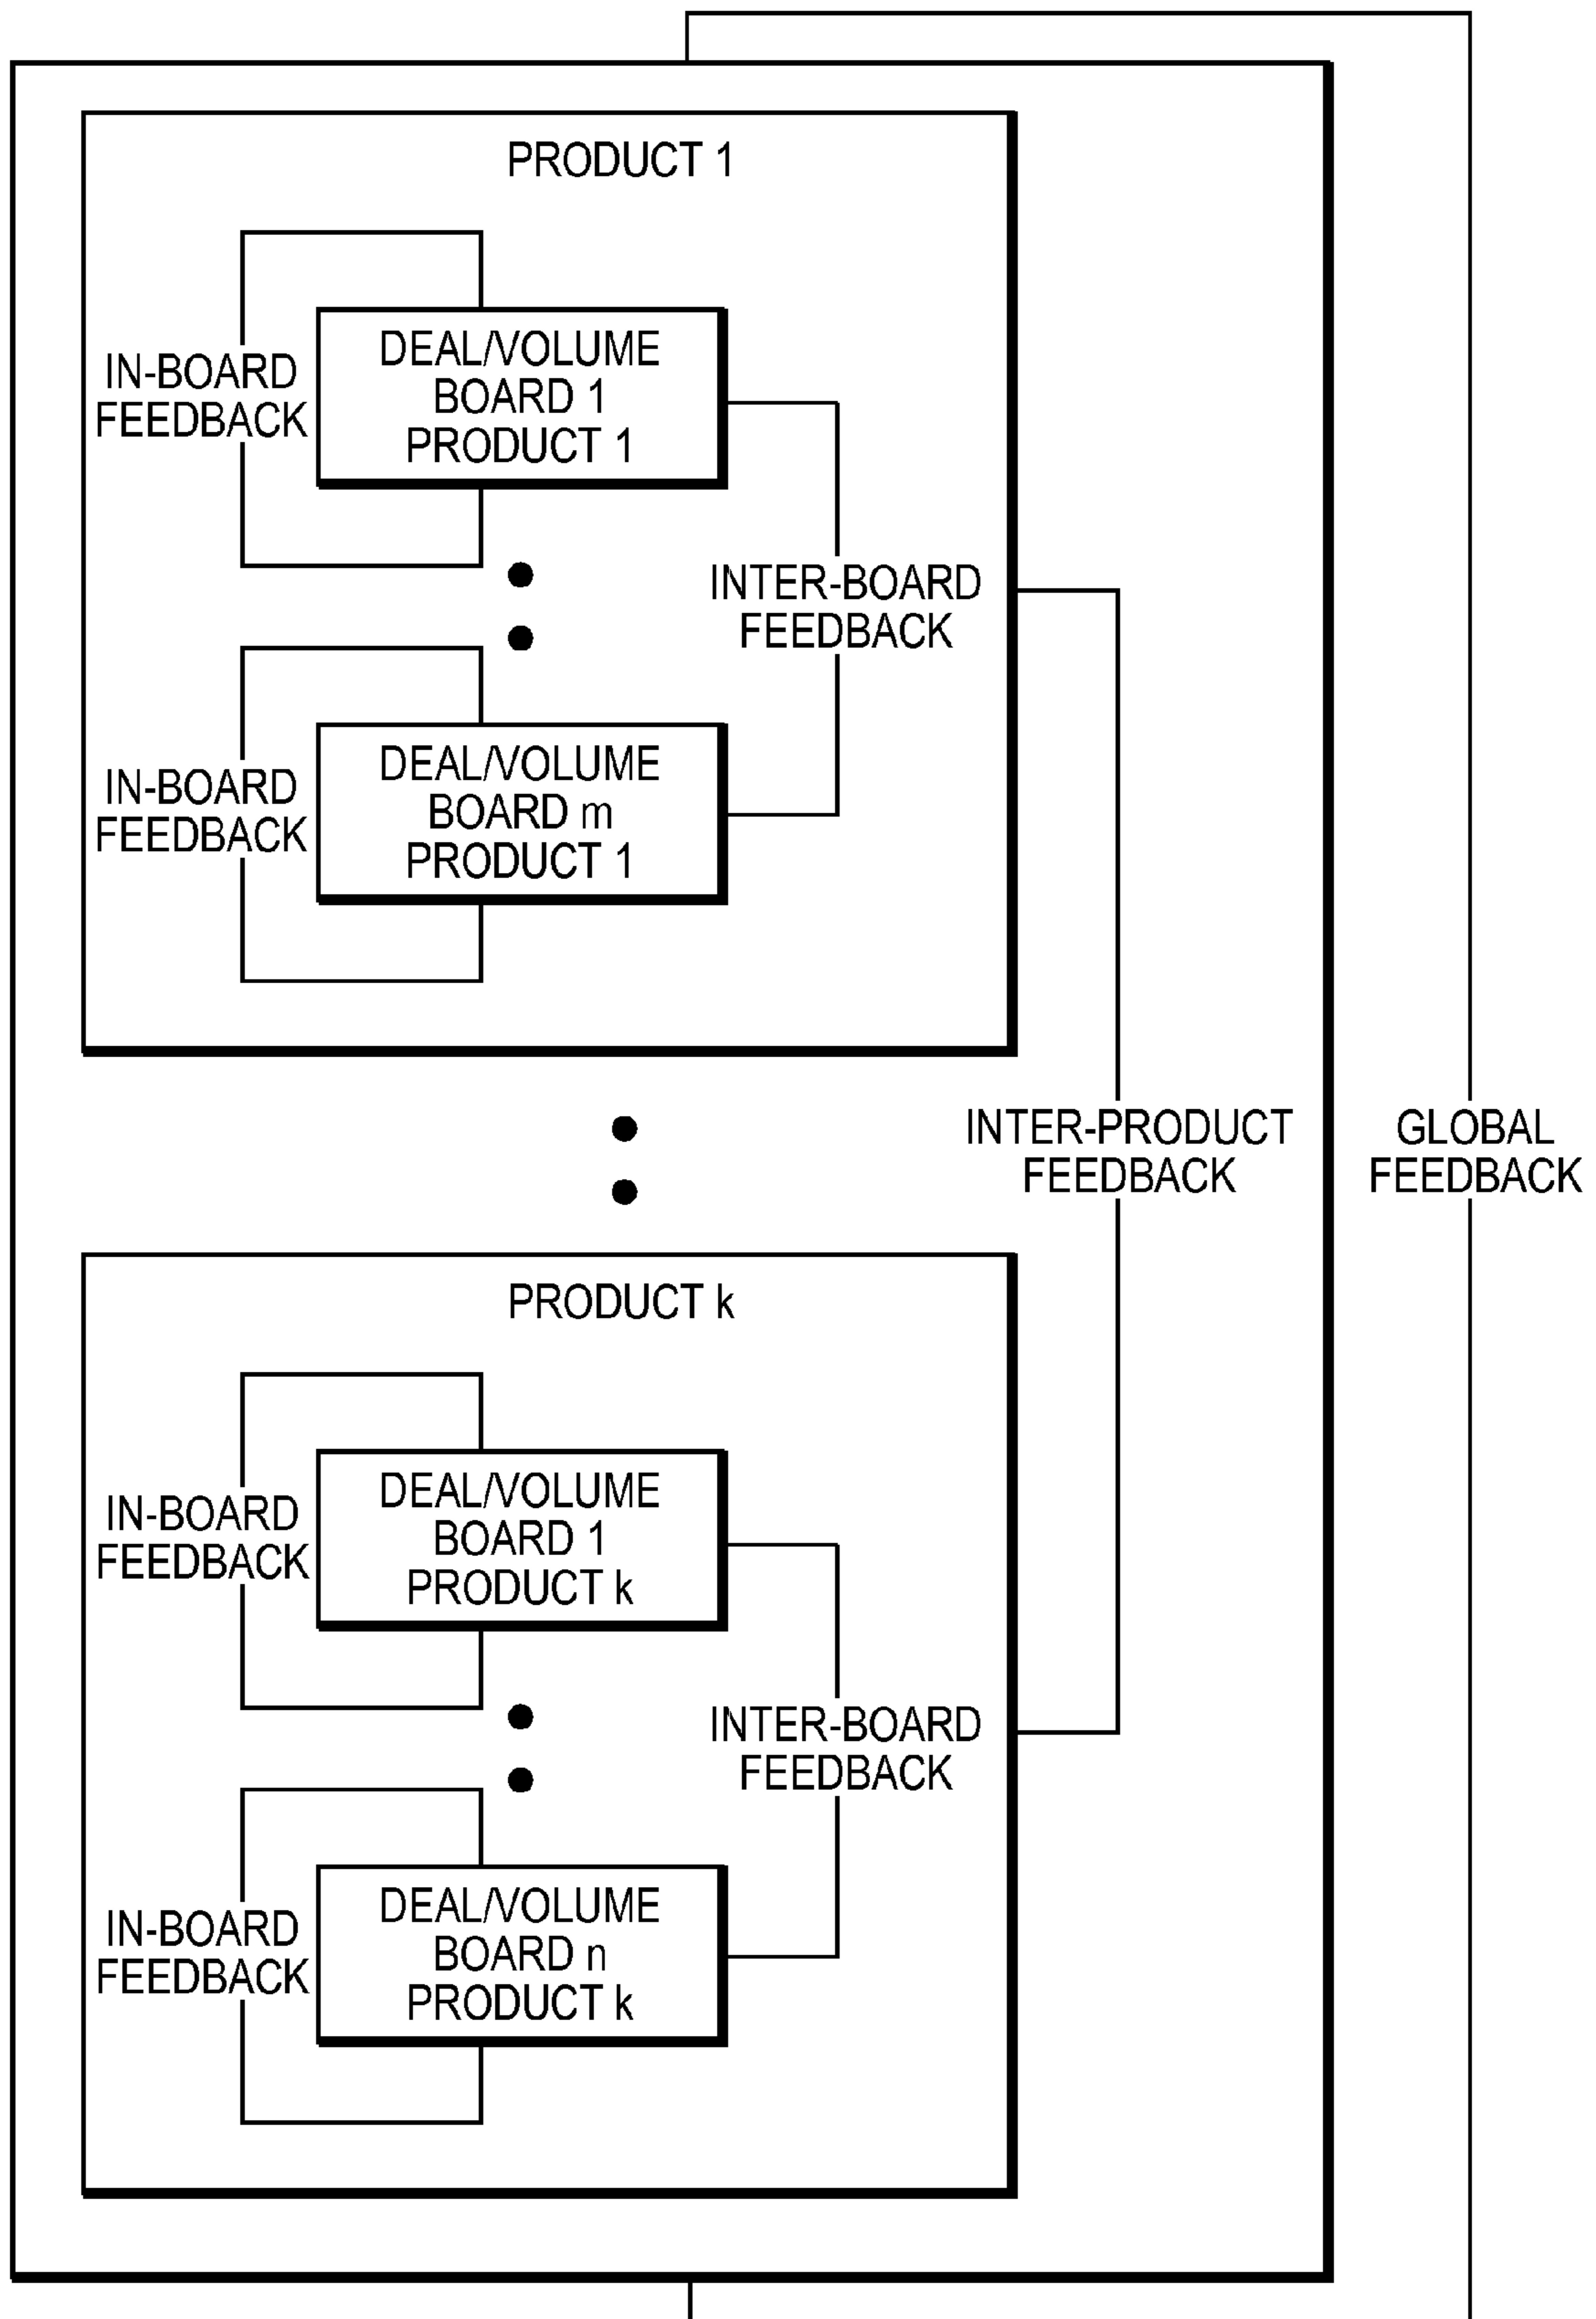 PRODUCT 1
IN-BOARD
FEEDBACK
DEAL/VOLUME
BOARD 1
PRODUCT 1
INTER-BOARD
FEEDBACK
IN-BOARD
FEEDBACK
DEAL/VOLUME
BOARD m
PRODUCT 1
INTER-PRODUCT
FEEDBACK
GLOBAL
FEEDBACK
PRODUCT k
IN-BOARD
FEEDBACK
DEAL/VOLUME
BOARD 1
PRODUCT k
INTER-BOARD
FEEDBACK
IN-BOARD
FEEDBACK
DEAL/VOLUME
BOARD n
PRODUCT k